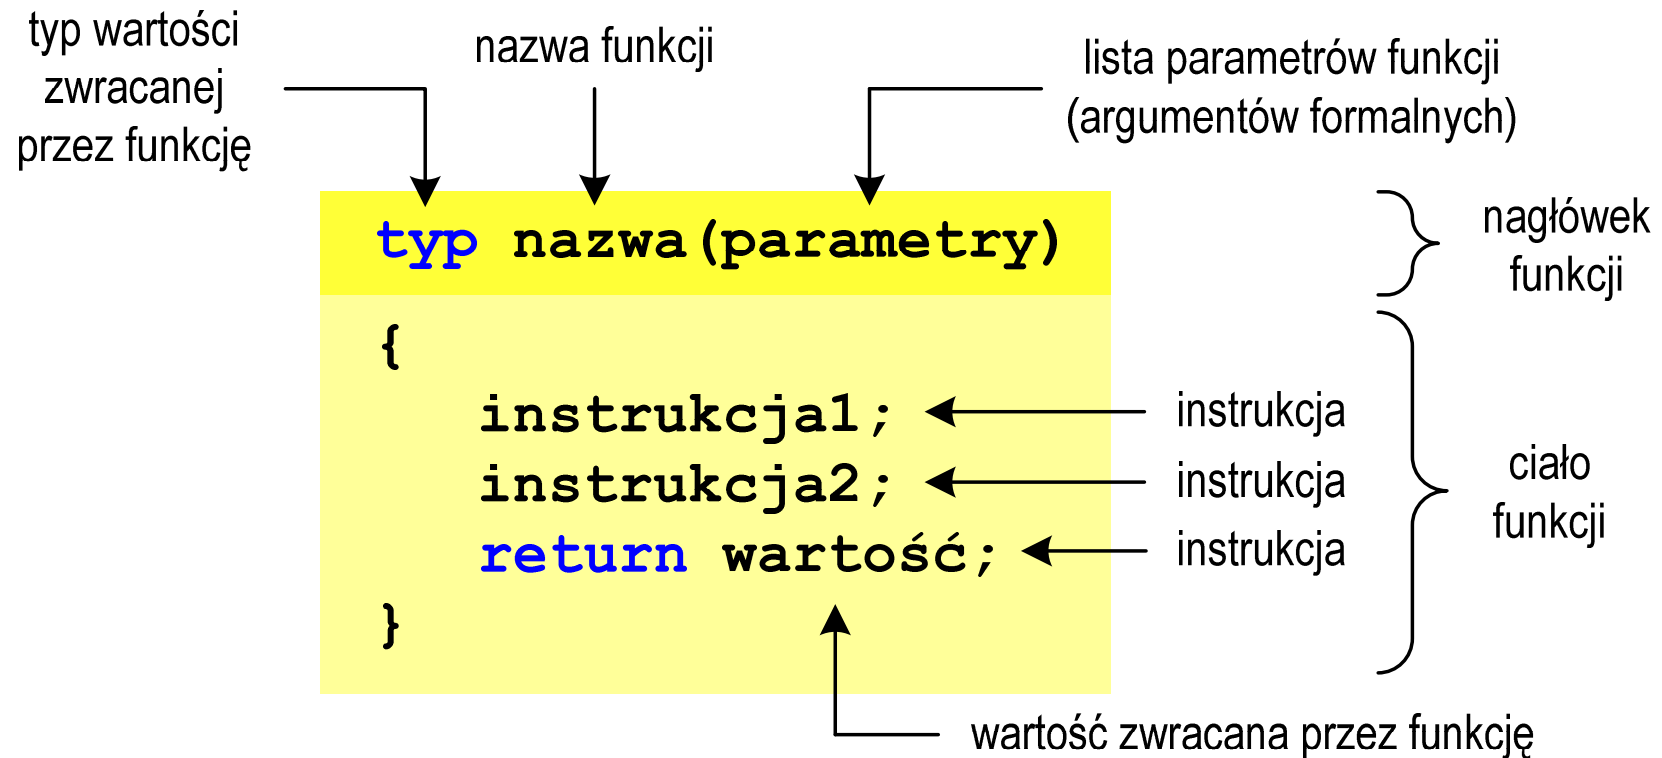 typ wartości
zwracanej
przez funkcję
nazwa funkcji
lista parametrów funkcji
(argumentów formalnych)
typ nazwa(parametry)
nagłówek
funkcji
{
instrukcja1;
instrukcja
instrukcja2;
instrukcja
return wartość;
instrukcja
}
ciało
funkcji
wartość zwracana przez funkcję